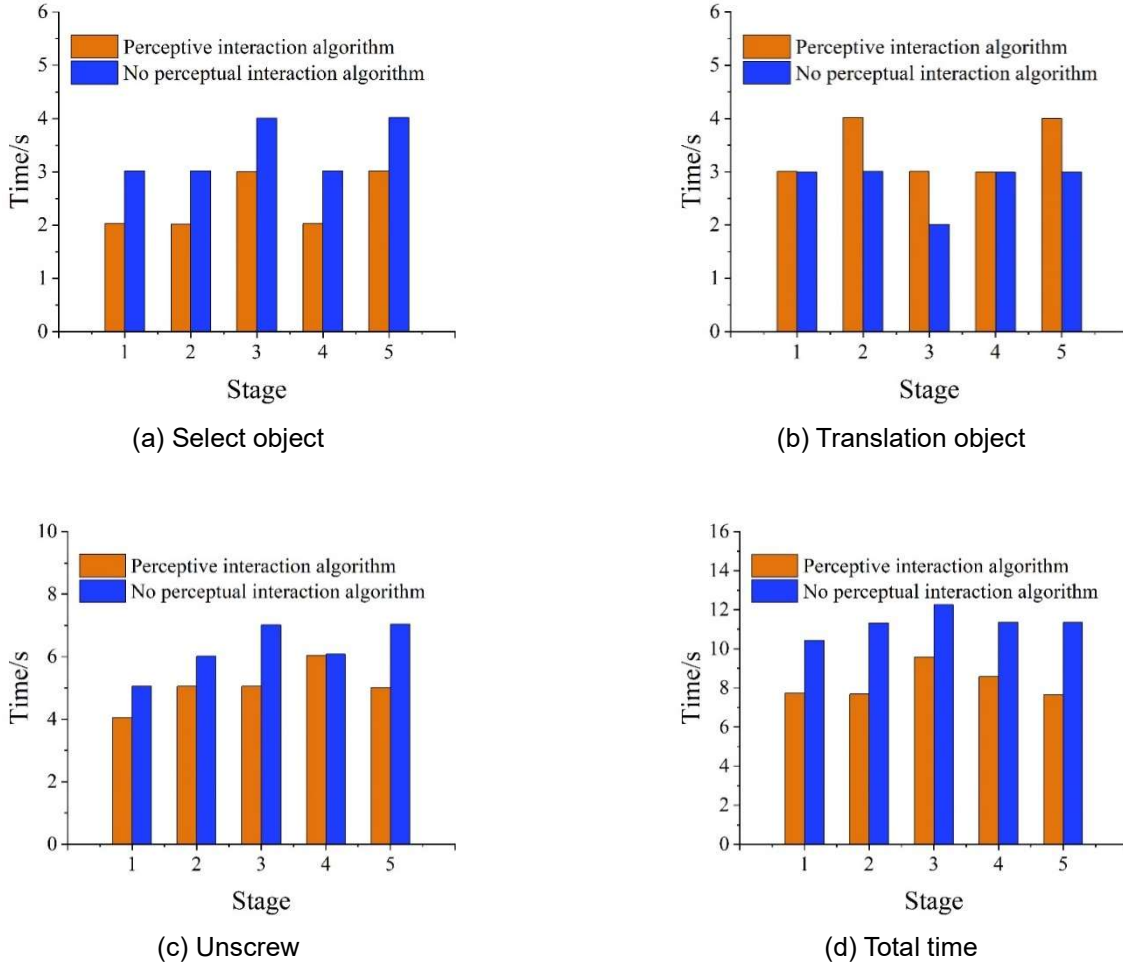 6
Perceptive interaction algorithm
No perceptual interaction algorithm
5
4
3
2
1
0
Time/s
1 2 3 4 5
Stage
(a) Select object
6
Perceptive interaction algorithm
No perceptual interaction algorithm
5
4
3
2
1
0
Time/s
1 2 3 4 5
Stage
(b) Translation object
10
Perceptive interaction algorithm
No perceptual interaction algorithm
8
6
4
2
0
Time/s
1 2 3 4 5
Stage
(c) Unscrew
16
14
Perceptive interaction algorithm
No perceptual interaction algorithm
12
10
8
6
4
2
0
Time/s
1 2 3 4 5
Stage
(d) Total time